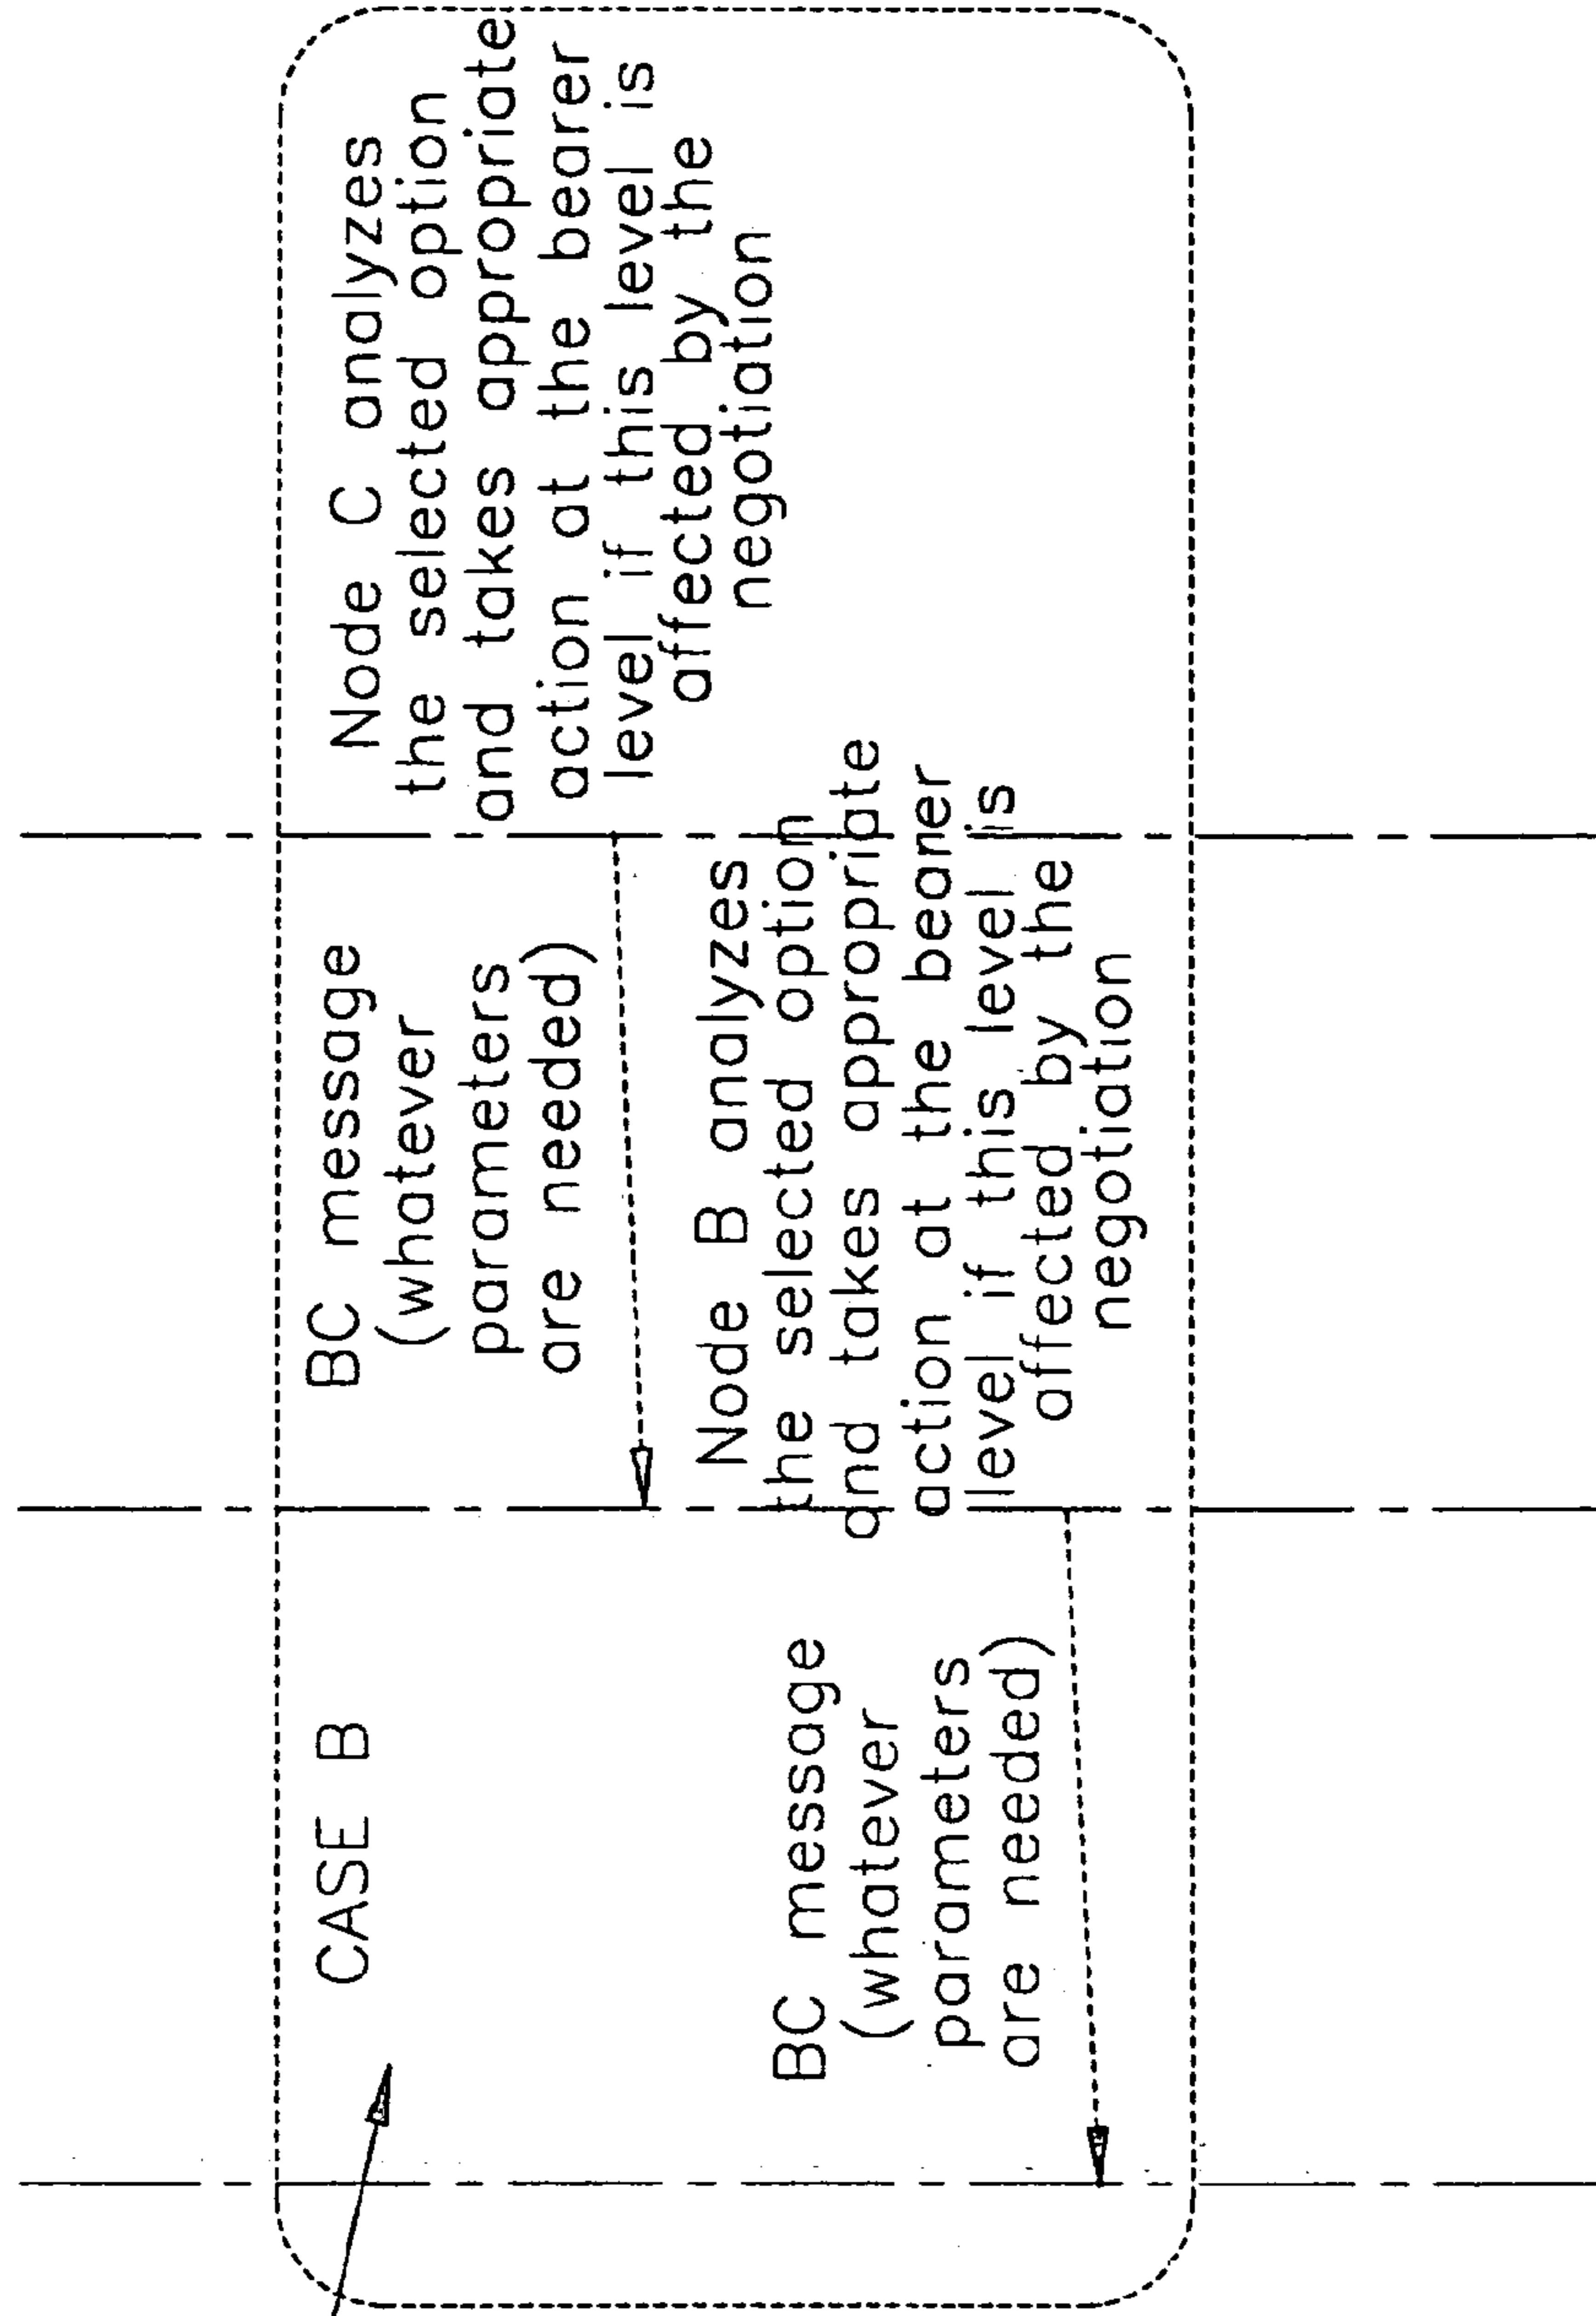 CASE B
BC message
(whatever
parameters
are needed)
Node C analyzes
the selected option
and takes appropriate
action at the bearer
level if this level is
affected by the
negotiation
Node B analyzes
the selected option
and takes appropriate
action at the bearer
level if this level is
affected by the
negotiation
BC message
(whatever
parameters
are needed)